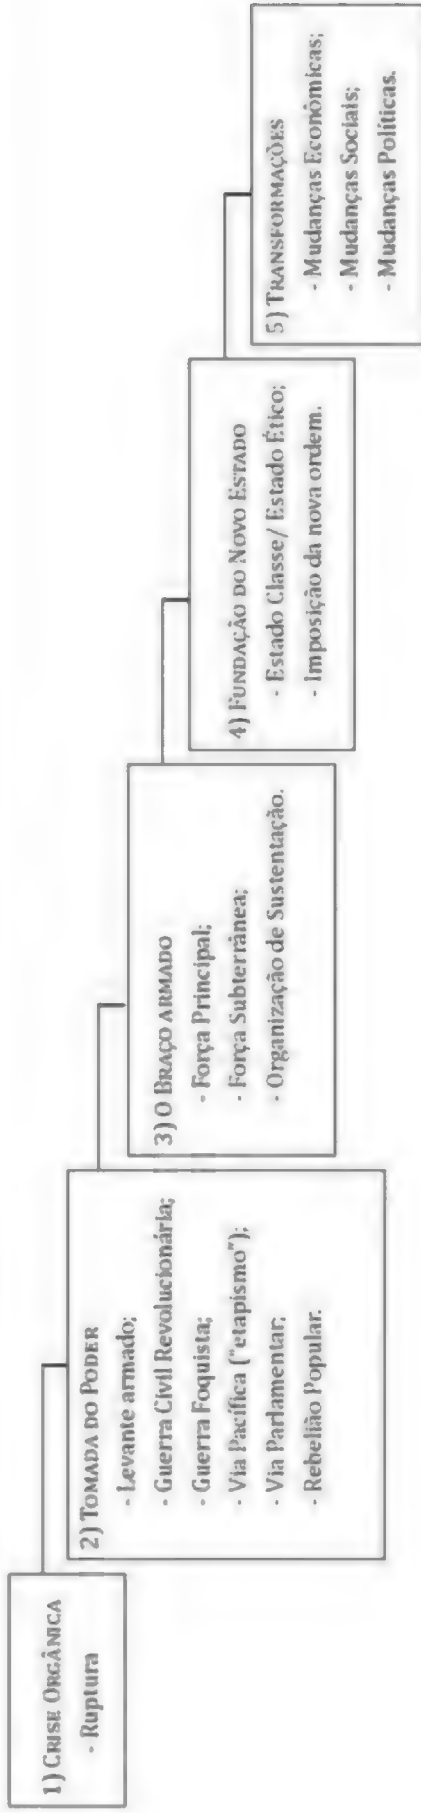 1) CRISE ORGÂNICA
- Ruptura
2) TOMADA DO PODER
- Levante armado;
- Guerra Civil Revolucionária;
- Guerra Foquista;
- Via Pacífica ("etapismo");
- Via Parlamentar;
- Rebelião Popular.
3) O BRAÇO ARMADO
- Força Principal;
- Força Subterrânea;
- Organização de Sustentação.
4) FUNDAÇÃO DO NOVO ESTADO
- Estado Classe/ Estado Ético;
- Imposição da nova ordem.
5) TRANSFORMAÇÕES
- Mudanças Econômicas;
- Mudanças Sociais;
- Mudanças Políticas.